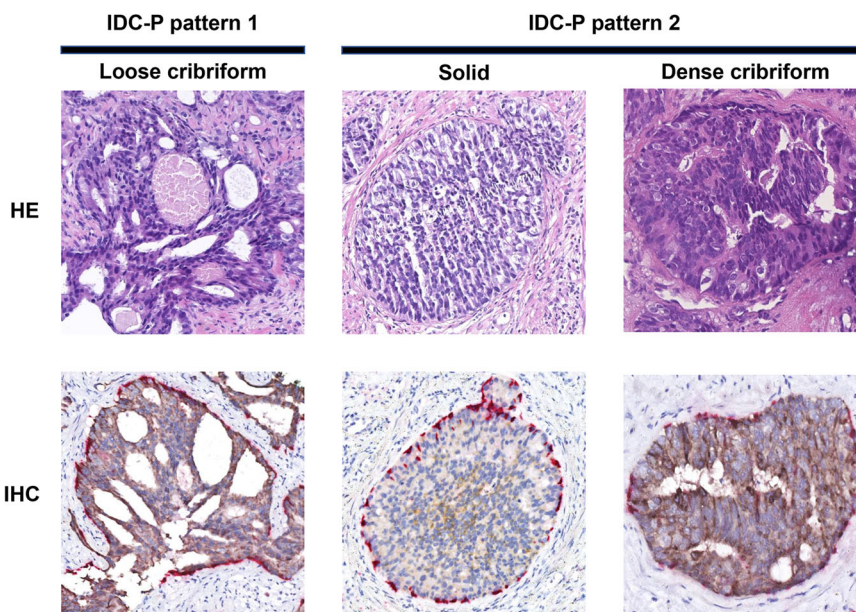 IDC-P pattern 1
IDC-P pattern 2
Loose cribriform
Solid
Dense cribriform
HE
IHC